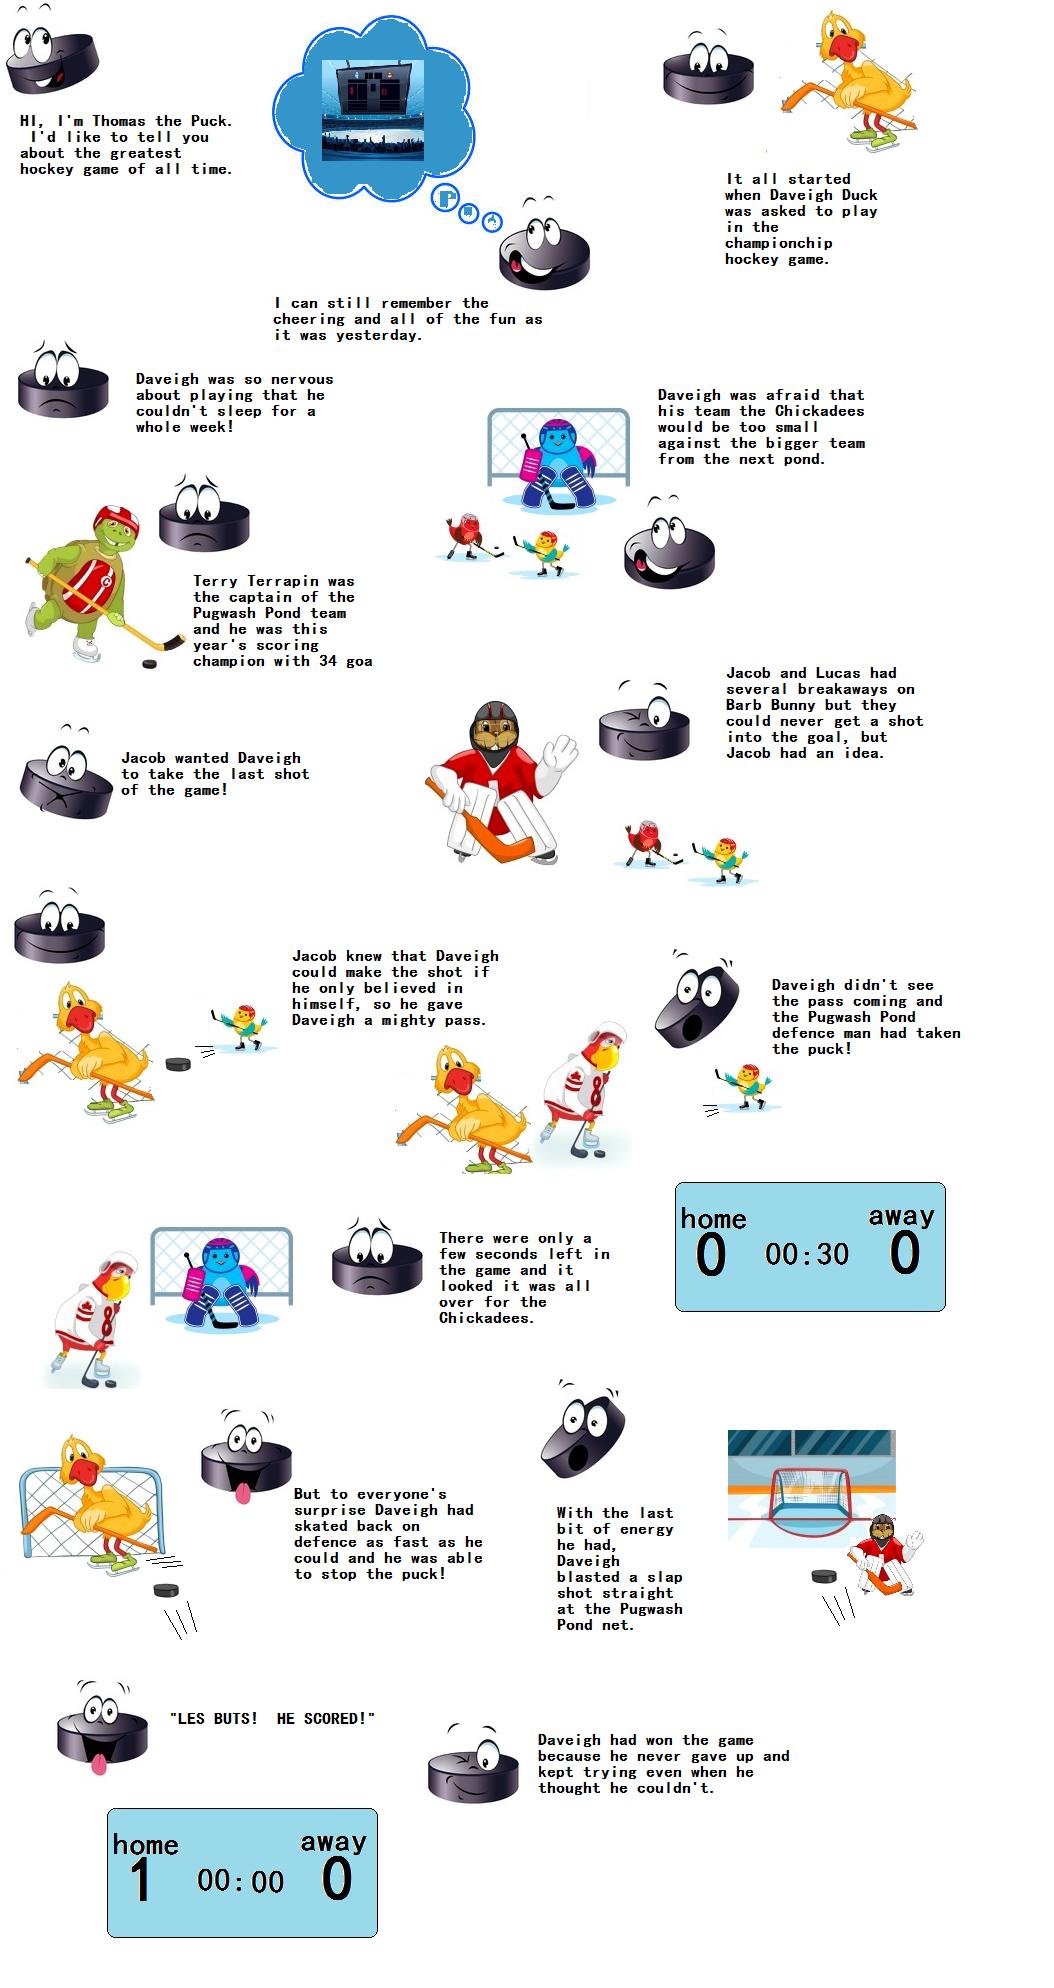 HI, I'm Thomas the Puck.
I'd like to tell you
about the greatest
hockey game of all time.
1 0
I can still remember the
cheering and all of the fun as
it was yesterday.
It all started
when Daveigh Duck
was asked to play
in the
championchip
hockey game.
Daveigh was so nervous
about playing that he
couldn't sleep for a
whole week!
Daveigh was afraid that
his team the Chickadees
would be too small
against the bigger team
from the next pond.
Terry Terrapin was
the captain of the
Pugwash Pond team
and he was this
year's scoring
champion with 34 goa
Jacob and Lucas had
several breakaways on
Barb Bunny but they
could never get a shot
into the goal, but
Jacob had an idea.
Jacob wanted Daveigh
to take the last shot
of the game!
Jacob knew that Daveigh
could make the shot if
he only believed in
himself, so he gave
Daveigh a mighty pass.
Daveigh didn't see
the pass coming and
the Pugwash Pond
defence man had taken
the puck!
There were only a
few seconds left in
the game and it
looked it was all
over for the
Chickadees.
home away
0 00:30 0
But to everyone's
surprise Daveigh had
skated back on
defence as fast as he
could and he was able
to stop the puck!
With the last
bit of energy
he had,
Daveigh
blasted a slap
shot straight
at the Pugwash
Pond net.
"LES BUTS!  HE SCORED!"
Daveigh had won the game
because he never gave up and
kept trying even when he
thought he couldn't.
home away
1 00:00 0